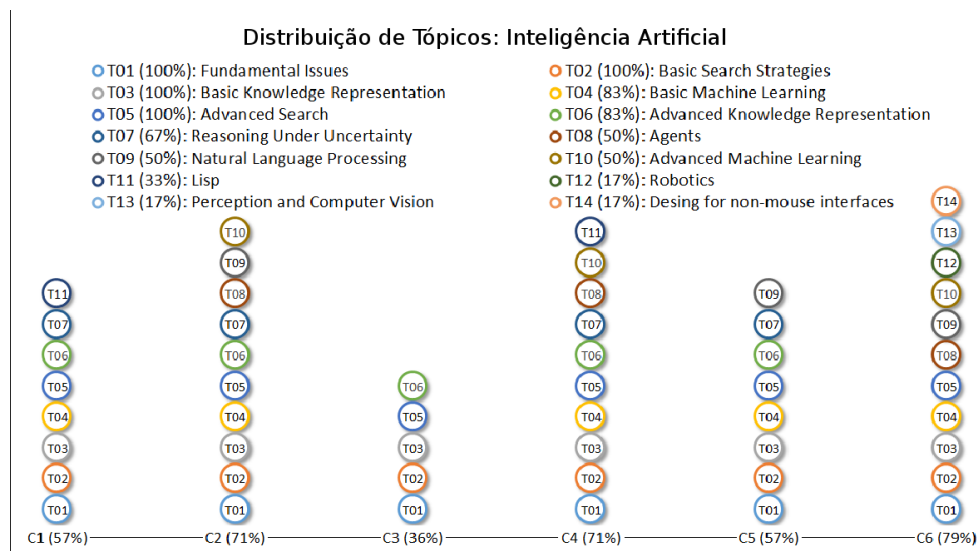 Distribuição de Tópicos: Inteligência Artificial
T01 (100%): Fundamental Issues T02 (100%): Basic Search Strategies
T03 (100%): Basic Knowledge Representation T04 (83%): Basic Machine Learning
T05 (100%): Advanced Search T06 (83%): Advanced Knowledge Representation
T07 (67%): Reasoning Under Uncertainty T08 (50%): Agents
T09 (50%): Natural Language Processing T10 (50%): Advanced Machine Learning
T11 (33%): Lisp T12 (17%): Robotics
T13 (17%): Perception and Computer Vision T14 (17%): Desing for non-mouse interfaces
T14
T10 T11 T13
T09 T10 T12
T11 T08 T08 T09 T10
T07 T07 T07 T07 T09
T06 T06 T06 T06 T08
T05 T05 T06 T05 T05 T05
T04 T04 T05 T04 T04 T04
T03 T03 T03 T03 T03 T03
T02 T02 T02 T02 T02 T02
T01 T01 T01 T01 T01 T01
C1 (57%) C2 (71%) C3 (36%) C4 (71%) C5 (57%) C6 (79%)